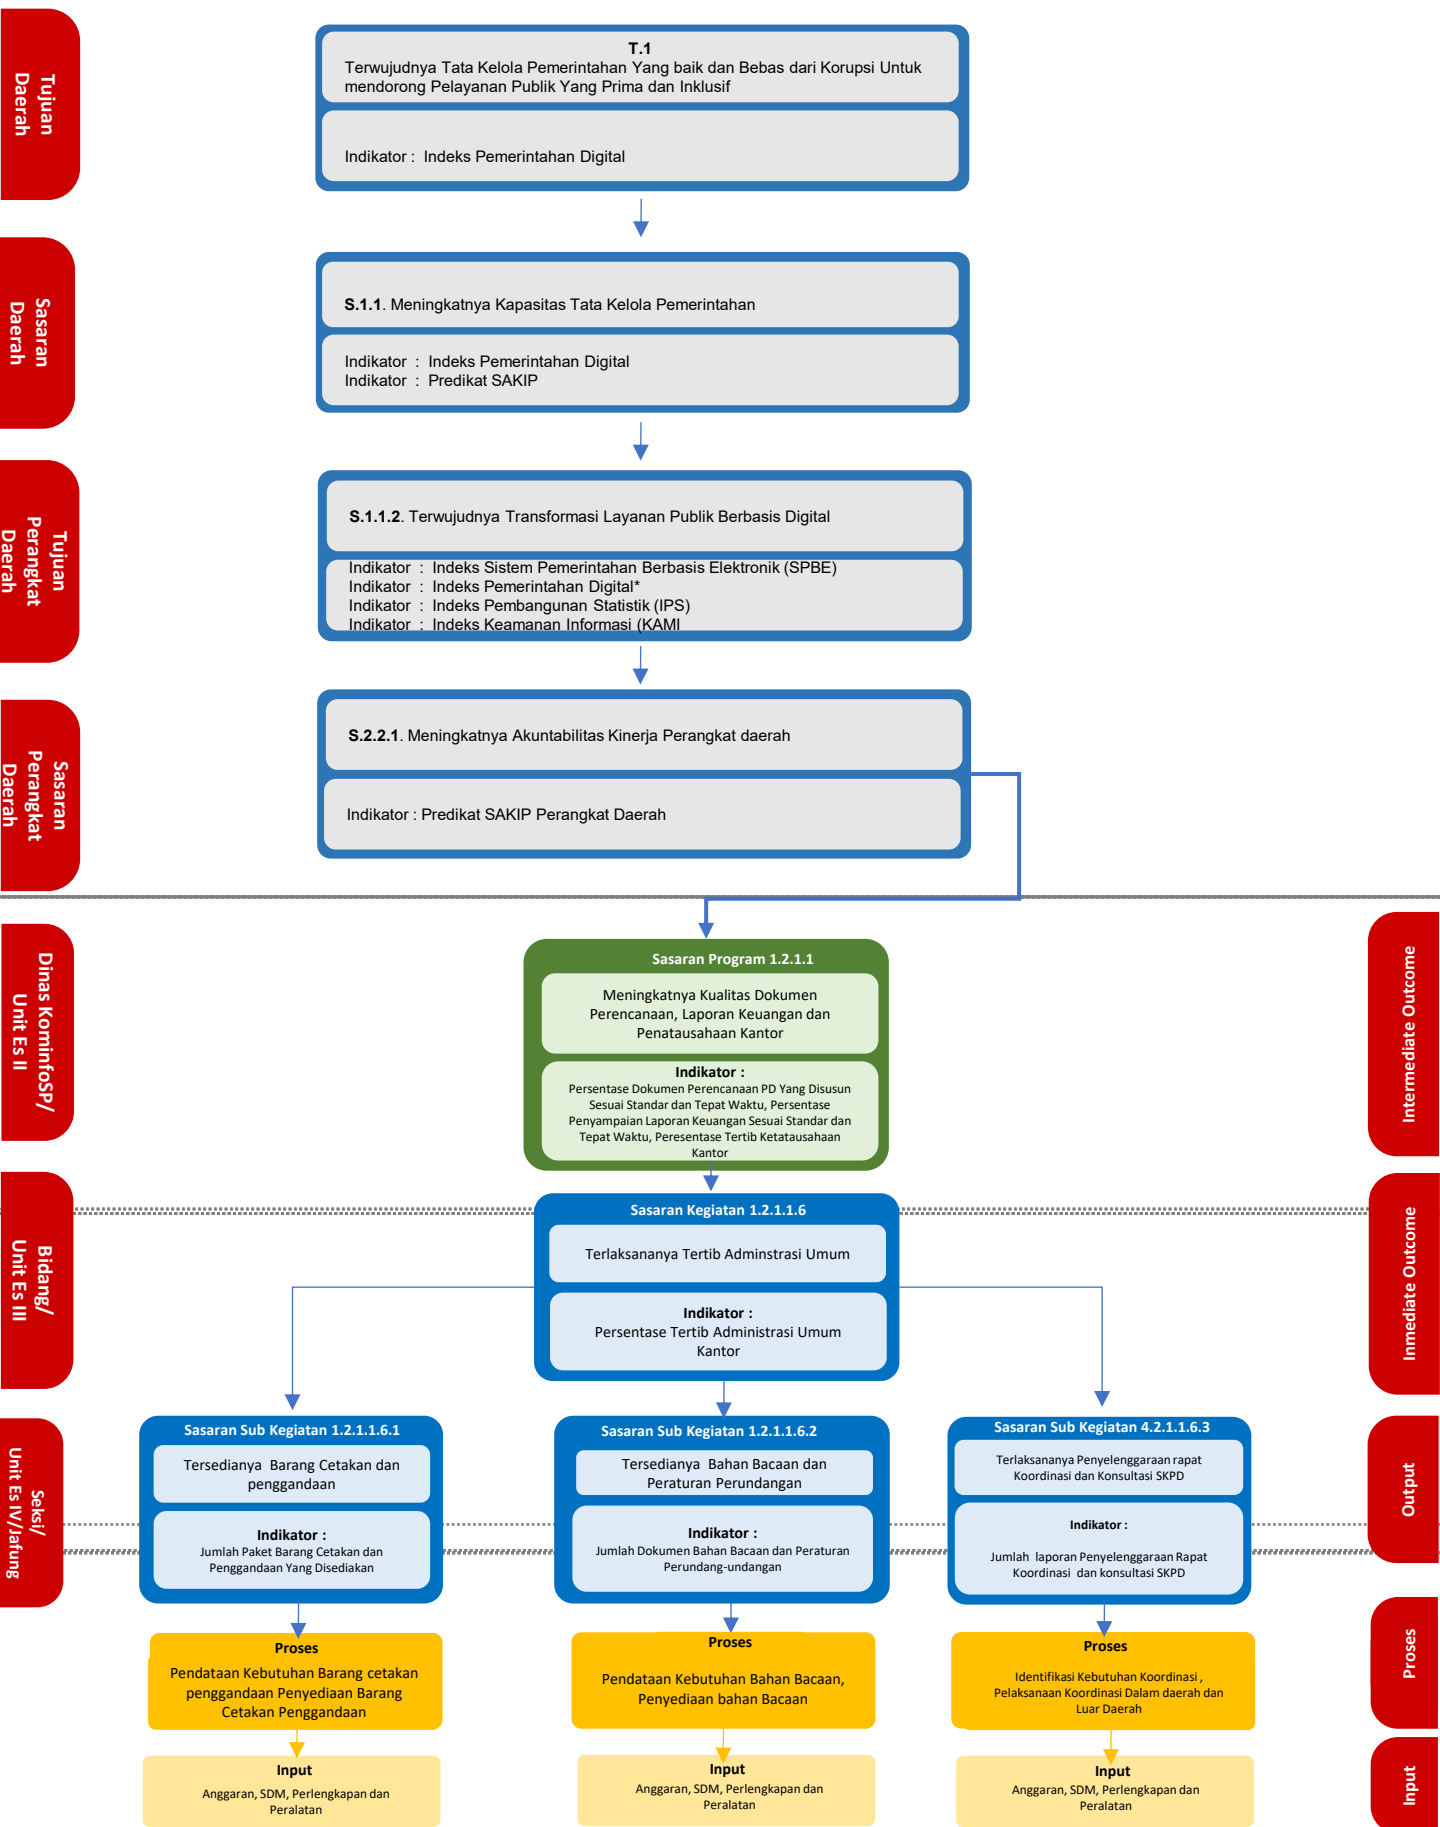 Tujuan
Daerah
T.1
Terwujudnya Tata Kelola Pemerintahan Yang baik dan Bebas dari Korupsi Untuk
mendorong Pelayanan Publik Yang Prima dan Inklusif
Indikator : Indeks Pemerintahan Digital
Sasaran
Daerah
S.1.1. Meningkatnya Kapasitas Tata Kelola Pemerintahan
Indikator : Indeks Pemerintahan Digital
Indikator : Predikat SAKIP
Tujuan
Perangkat
Daerah
S.1.1.2. Terwujudnya Transformasi Layanan Publik Berbasis Digital
Indikator : Indeks Sistem Pemerintahan Berbasis Elektronik (SPBE)
Indikator : Indeks Pemerintahan Digital*
Indikator : Indeks Pembangunan Statistik (IPS)
Indikator : Indeks Keamanan Informasi (KAMI
Sasaran
Perangkat
Daerah
S.2.2.1. Meningkatnya Akuntabilitas Kinerja Perangkat daerah
Indikator : Predikat SAKIP Perangkat Daerah
Dinas KominfoSP/
Unit Es II
Sasaran Program 1.2.1.1
Meningkatnya Kualitas Dokumen
Perencanaan, Laporan Keuangan dan
Penatausahaan Kantor
Indikator :
Persentase Dokumen Perencanaan PD Yang Disusun
Sesuai Standar dan Tepat Waktu, Persentase
Penyampaian Laporan Keuangan Sesuai Standar dan
Tepat Waktu, Peresentase Tertib Ketatausahaan
Kantor
Intermediate Outcome
Bidang/
Unit Es III
Sasaran Kegiatan 1.2.1.1.6
Terlaksananya Tertib Adminstrasi Umum
Indikator :
Persentase Tertib Administrasi Umum
Kantor
Inmediate Outcome
Seksi/
Unit Es IV/Jafung
Sasaran Sub Kegiatan 1.2.1.1.6.1
Tersedianya Barang Cetakan dan
penggandaan
Indikator :
Jumlah Paket Barang Cetakan dan
Penggandaan Yang Disediakan
Sasaran Sub Kegiatan 1.2.1.1.6.2
Tersedianya Bahan Bacaan dan
Peraturan Perundangan
Indikator :
Jumlah Dokumen Bahan Bacaan dan Peraturan
Perundang-undangan
Sasaran Sub Kegiatan 4.2.1.1.6.3
Terlaksananya Penyelenggaraan rapat
Koordinasi dan Konsultasi SKPD
Indikator :
Jumlah laporan Penyelenggaraan Rapat
Koordinasi dan konsultasi SKPD
Output
Proses
Pendataan Kebutuhan Barang cetakan
penggandaan Penyediaan Barang
Cetakan Penggandaan
Proses
Pendataan Kebutuhan Bahan Bacaan,
Penyediaan bahan Bacaan
Proses
Identifikasi Kebutuhan Koordinasi ,
Pelaksanaan Koordinasi Dalam daerah dan
Luar Daerah
Proses
Input
Anggaran, SDM, Perlengkapan dan
Peralatan
Input
Anggaran, SDM, Perlengkapan dan
Peralatan
Input
Anggaran, SDM, Perlengkapan dan
Peralatan
Input